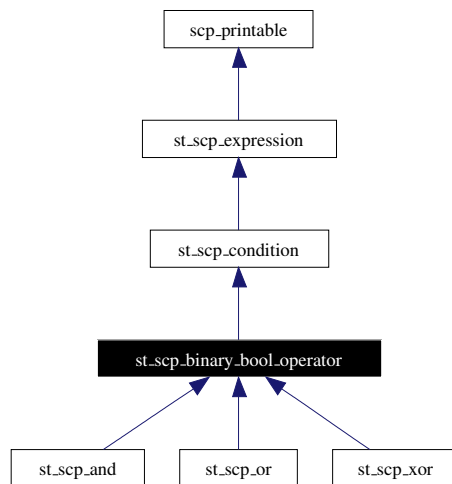 scp_printable
st_scp_expression
st_scp_condition
st_scp_binary_bool_operator
st_scp_and
st_scp_or
st_scp_xor